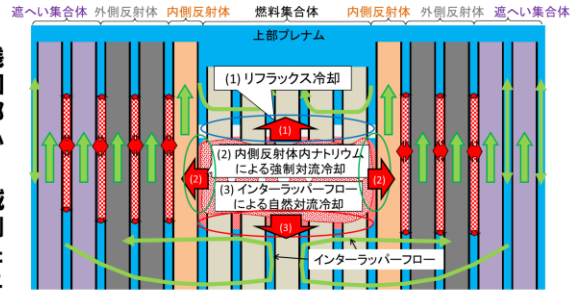 遮へい集合体 外側反射体 内側反射体 燃料集合体 内側反射体 外側反射体 遮へい集合体
上部プレナム
(1) リフラックス冷却
(1)
(2) 内側反射体内ナトリウム
による強制対流冷却
(2)
(2)
(3) インターラッパーフロー
による自然対流冷却
(3)
インターラッパーフロー